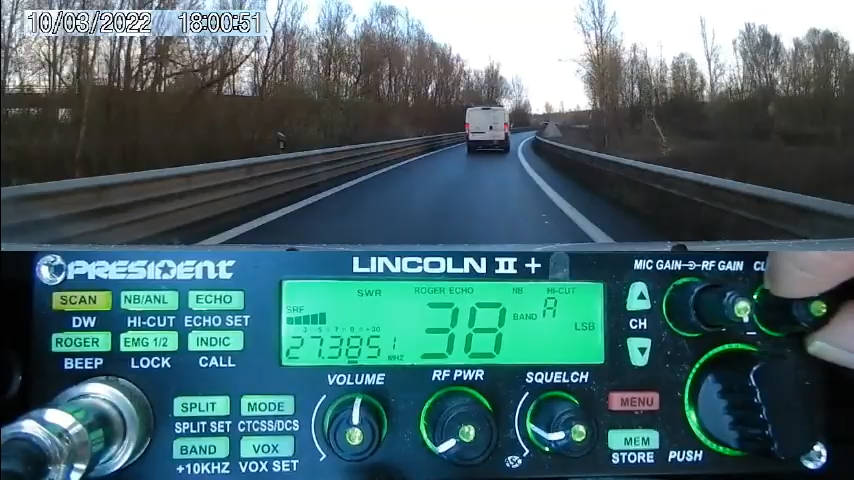 10/03/2022 18:00:51
PRESIDENT
LINCOLN II +
MIC GAIN RF GAIN CL
SCAN NB/ANL ECHO
DW HI-CUT ECHO SET
ROGER EMG 1/2 INDIC
BEEP LOCK CALL
SWR ROGER ECHO NB HI-CUT
SRF
38 BAND A
LSB
27.3851 MHZ
CH
VOLUME RF PWR SQUELCH
SPLIT MODE
SPLIT SET CTCSS/DCS
BAND VOX
+10KHZ VOX SET
MENU
MEM
STORE PUSH